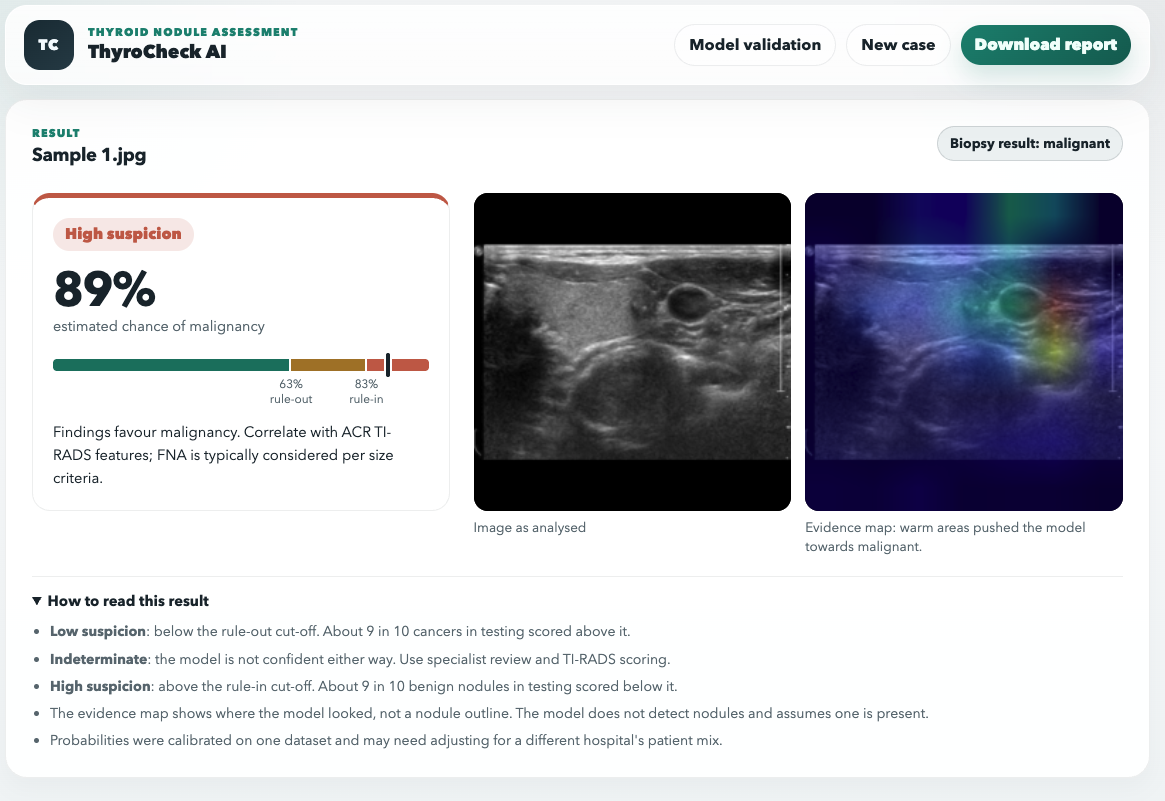 TC
THYROID NODULE ASSESSMENT
ThyroCheck AI
Model validation
New case
Download report
RESULT
Sample 1.jpg
Biopsy result: malignant
High suspicion
89%
estimated chance of malignancy
63%
rule-out
83%
rule-in
Findings favour malignancy. Correlate with ACR TI-
RADS features; FNA is typically considered per size
criteria.
Image as analysed
Evidence map: warm areas pushed the model
towards malignant.
▼ How to read this result
• Low suspicion: below the rule-out cut-off. About 9 in 10 cancers in testing scored above it.
• Indeterminate: the model is not confident either way. Use specialist review and TI-RADS scoring.
• High suspicion: above the rule-in cut-off. About 9 in 10 benign nodules in testing scored below it.
• The evidence map shows where the model looked, not a nodule outline. The model does not detect nodules and assumes one is present.
• Probabilities were calibrated on one dataset and may need adjusting for a different hospital's patient mix.